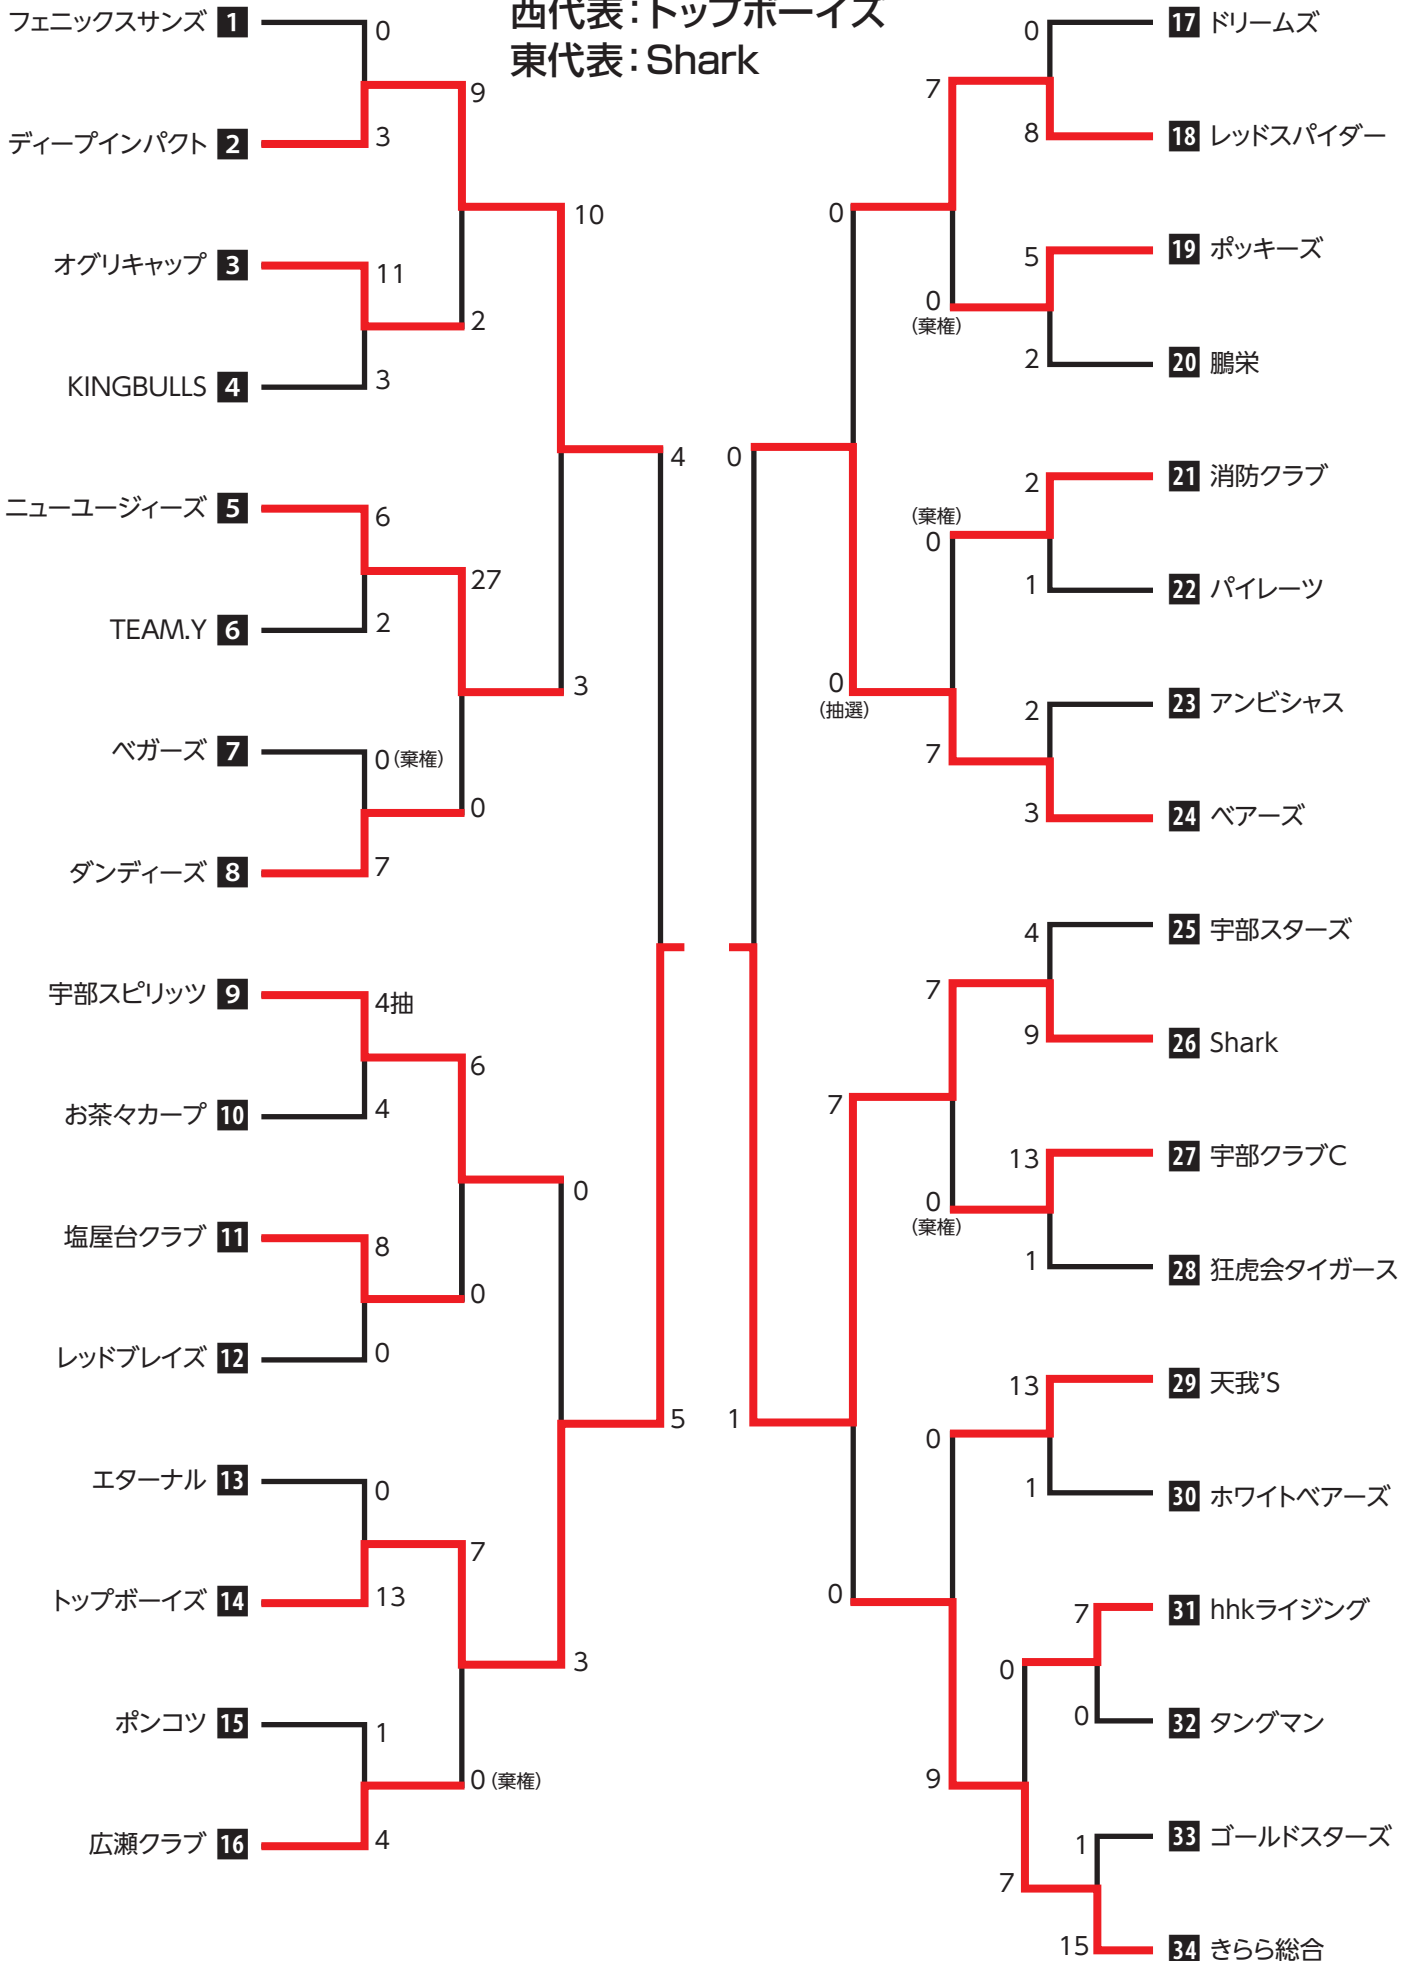 西代表：トップボーイズ
東代表：Shark
フェニックスサンズ 1
0
9
ディープインパクト 2
3
10
オグリキャップ 3
11
2
KINGBULLS 4
3
4
ニューユージィーズ 5
6
27
TEAM.Y 6
2
3
ベガーズ 7
0（棄権）
0
ダンディーズ 8
7
宇部スピリッツ 9
4抽
6
お茶々カープ 10
4
0
塩屋台クラブ 11
8
0
レッドブレイズ 12
0
5
エターナル 13
0
7
トップボーイズ 14
13
3
ポンコツ 15
1
0（棄権）
広瀬クラブ 16
4
17 ドリームズ
0
7
18 レッドスパイダー
8
0
19 ポッキーズ
5
0
（棄権）
20 鵬栄
2
0
21 消防クラブ
2
（棄権）
0
22 パイレーツ
1
0
（抽選）
23 アンビシャス
2
7
24 ベアーズ
3
25 宇部スターズ
4
7
26 Shark
9
7
27 宇部クラブC
13
0
（棄権）
28 狂虎会タイガース
1
1
29 天我’S
13
0
30 ホワイトベアーズ
1
0
31 hhkライジング
7
0
32 タングマン
0
9
33 ゴールドスターズ
1
7
34 きらら総合
15